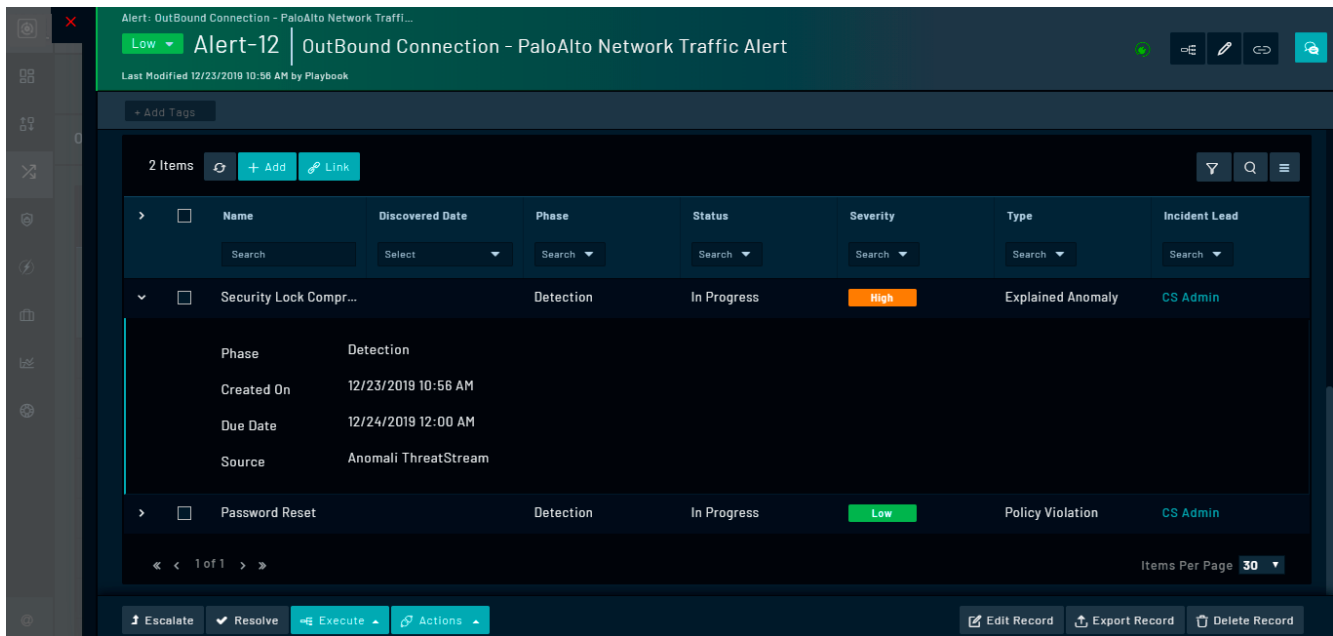 Alert: OutBound Connection - PaloAlto Network Traffi...
Low Alert-12 OutBound Connection - PaloAlto Network Traffic Alert
Last Modified 12/23/2019 10:56 AM by Playbook
+ Add Tags
2 Items + Add Link
Name Discovered Date Phase Status Severity Type Incident Lead
Search Select Search Search Search Search Search
Security Lock Compr... Detection In Progress High Explained Anomaly CS Admin
Phase Detection
Created On 12/23/2019 10:56 AM
Due Date 12/24/2019 12:00 AM
Source Anomali ThreatStream
Password Reset Detection In Progress Low Policy Violation CS Admin
« < 1 of 1 > » Items Per Page 30
Escalate Resolve Execute Actions Edit Record Export Record Delete Record